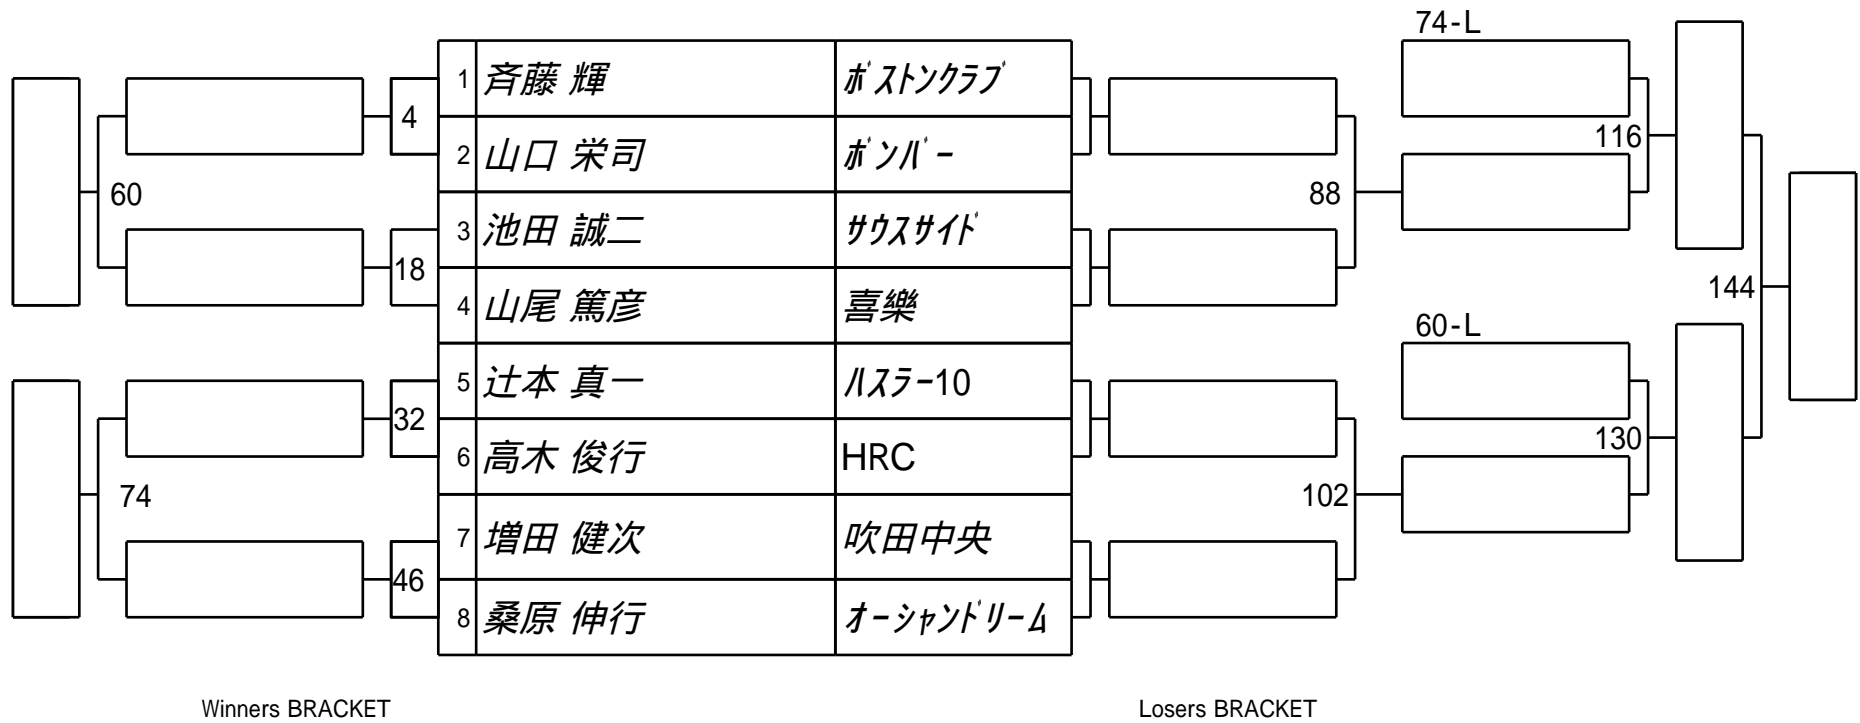 74-L
1 斉藤 輝 ﾎﾞｽﾄﾝｸﾗﾌﾞ
4
116
2 山口 栄司 ﾎﾞﾝﾊﾞｰ
60
88
3 池田 誠二 ｻｳｽｻｲﾄﾞ
18
144
4 山尾 篤彦 喜樂
60-L
5 辻本 真一 ﾊｽﾗｰ10
32
130
6 高木 俊行 HRC
74
102
7 増田 健次 吹田中央
46
8 桑原 伸行 ｵｰｼｬﾝﾄﾞﾘｰﾑ
Winners BRACKET
Losers BRACKET